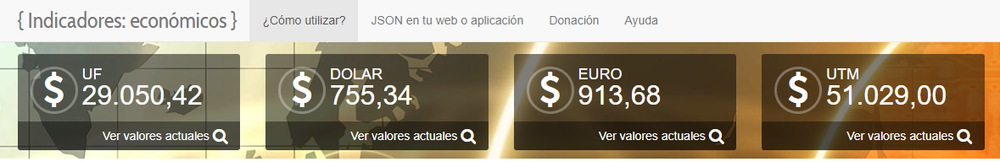 { Indicadores: económicos } ¿Cómo utilizar? JSON en tu web o aplicación Donación Ayuda
$ UF 29.050,42
Ver valores actuales
$ DOLAR 755,34
Ver valores actuales
$ EURO 913,68
Ver valores actuales
$ UTM 51.029,00
Ver valores actuales